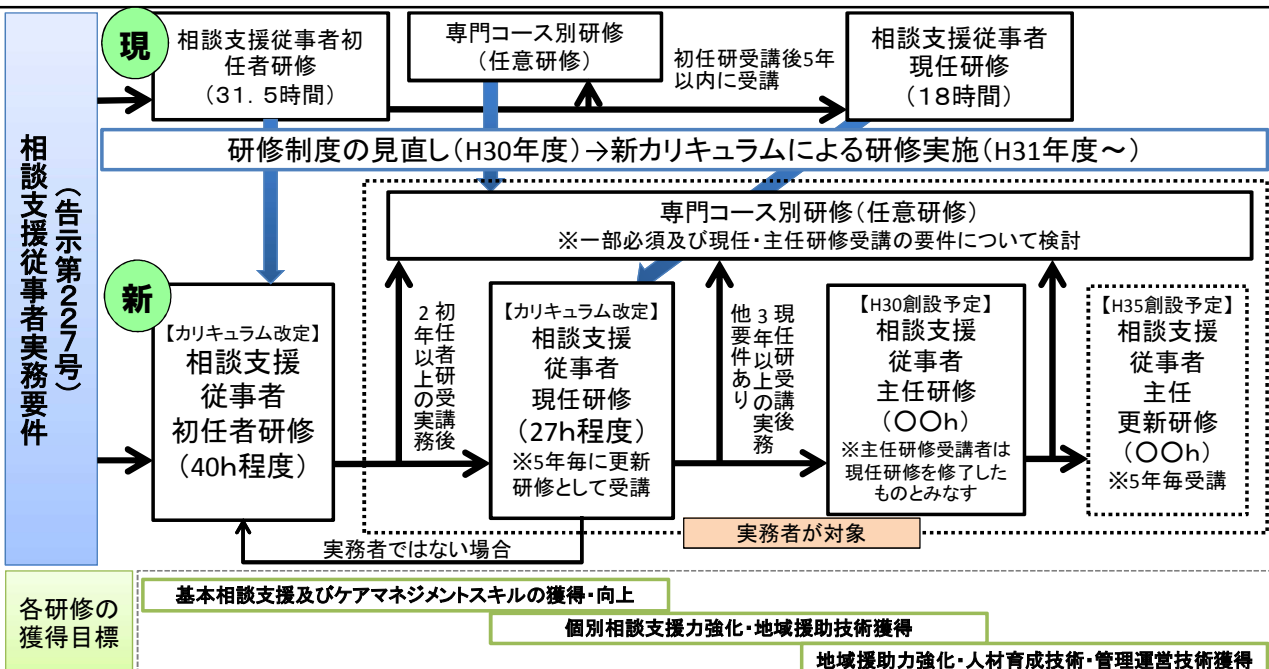 相談支援従事者実務要件
（告示第227号）
現
相談支援従事者初
任者研修
（31．5時間）
専門コース別研修
（任意研修）
初任研受講後5年
以内に受講
相談支援従事者
現任研修
（18時間）
研修制度の見直し（H30年度）→新カリキュラムによる研修実施（H31年度～）
専門コース別研修（任意研修）
※一部必須及び現任・主任研修受講の要件について検討
新
【カリキュラム改定】
相談支援
従事者
初任者研修
（40h程度）
初任者研受講後
2年以上の実務
【カリキュラム改定】
相談支援
従事者
現任研修
（27h程度）
※5年毎に更新
研修として受講
現任研受講後
3年以上の実務
他要件あり
【H30創設予定】
相談支援
従事者
主任研修
（〇〇h）
※主任研修受講者は
現任研修を修了した
ものとみなす
【H35創設予定】
相談支援
従事者
主任
更新研修
（〇〇h）
※5年毎受講
実務者が対象
実務者ではない場合
各研修の
獲得目標
基本相談支援及びケアマネジメントスキルの獲得・向上
個別相談支援力強化・地域援助技術獲得
地域援助力強化・人材育成技術・管理運営技術獲得